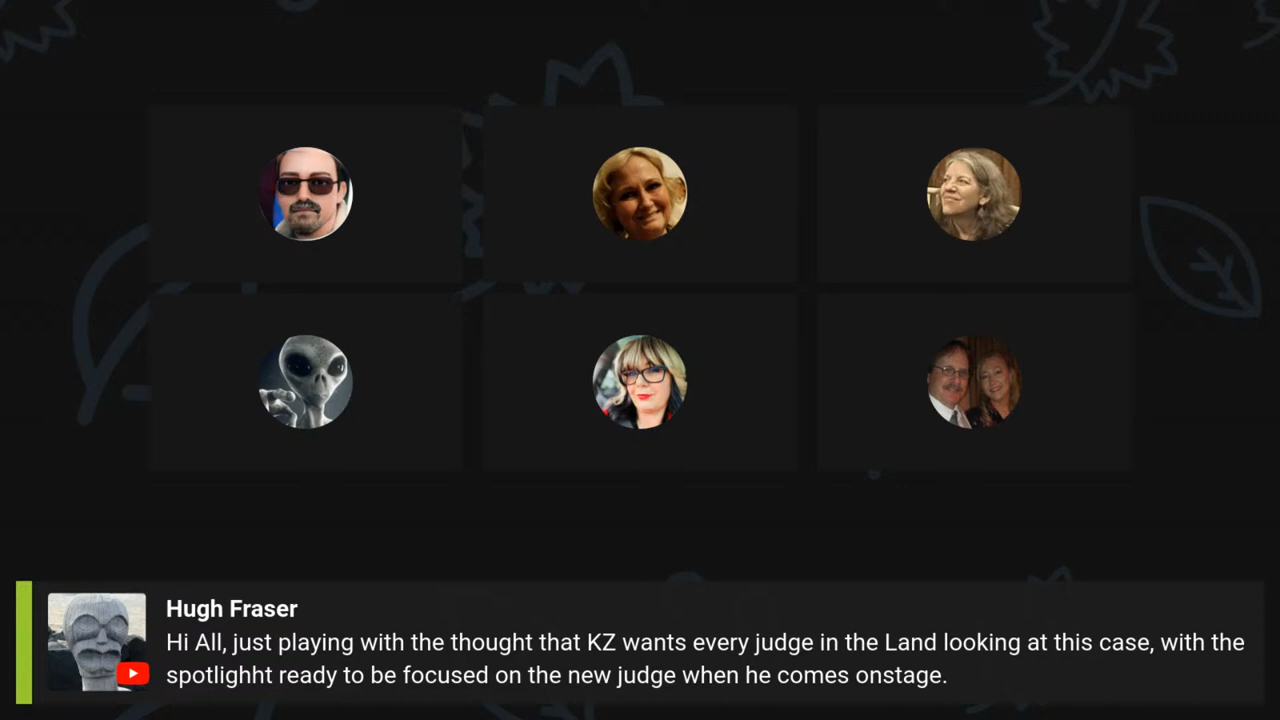 Hugh Fraser
Hi All, just playing with the thought that KZ wants every judge in the Land looking at this case, with the
spotlighht ready to be focused on the new judge when he comes onstage.